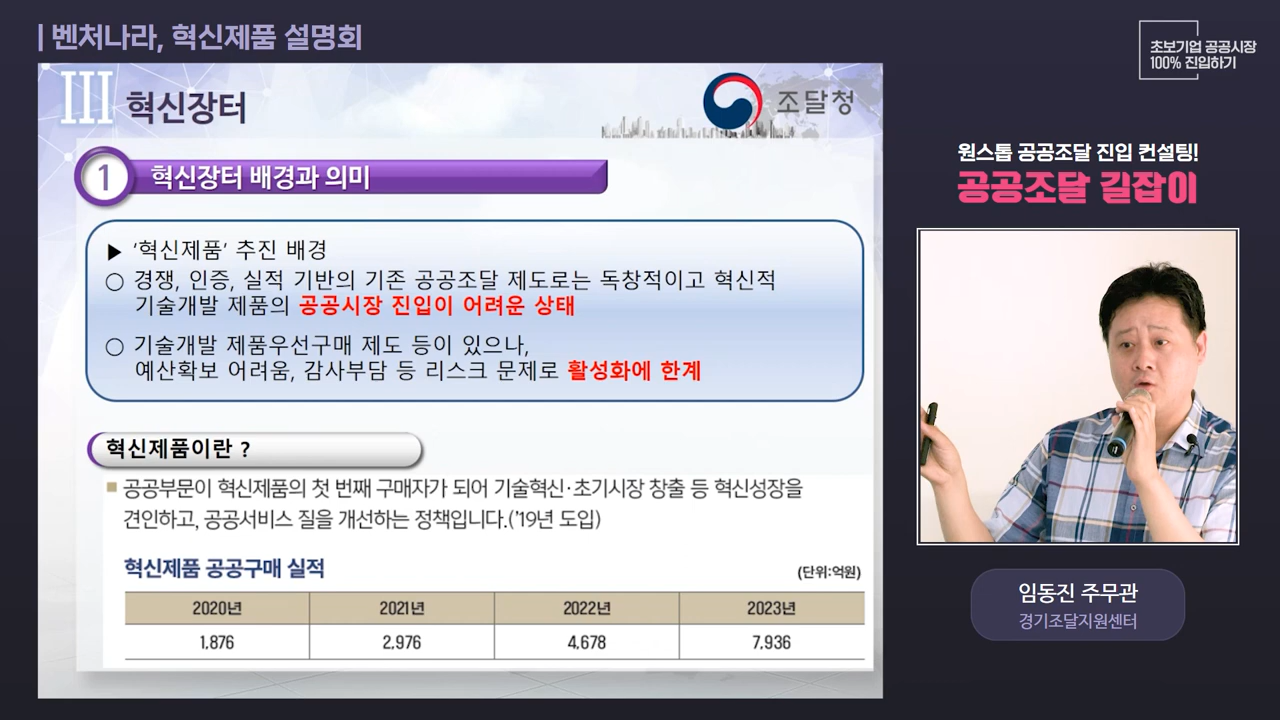 | 벤처나라, 혁신제품 설명회
초보기업 공공시장
100% 진입하기
III 혁신장터
조달청
1 혁신장터 배경과 의미
▶ ‘혁신제품’ 추진 배경
○ 경쟁, 인증, 실적 기반의 기존 공공조달 제도로는 독창적이고 혁신적
기술개발 제품의 공공시장 진입이 어려운 상태
○ 기술개발 제품우선구매 제도 등이 있으나,
예산확보 어려움, 감사부담 등 리스크 문제로 활성화에 한계
혁신제품이란 ?
■ 공공부문이 혁신제품의 첫 번째 구매자가 되어 기술혁신·초기시장 창출 등 혁신성장을
견인하고, 공공서비스 질을 개선하는 정책입니다.('19년 도입)
혁신제품 공공구매 실적
(단위:억원)
2020년 2021년 2022년 2023년
1,876 2,976 4,678 7,936
원스톱 공공조달 진입 컨설팅!
공공조달 길잡이
임동진 주무관
경기조달지원센터